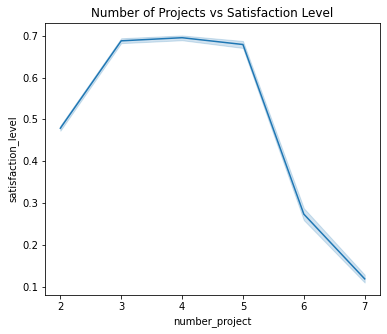 Number of Projects vs Satisfaction Level
satisfaction_level
0.7
0.6
0.5
0.4
0.3
0.2
0.1
2 3 4 5 6 7
number_project